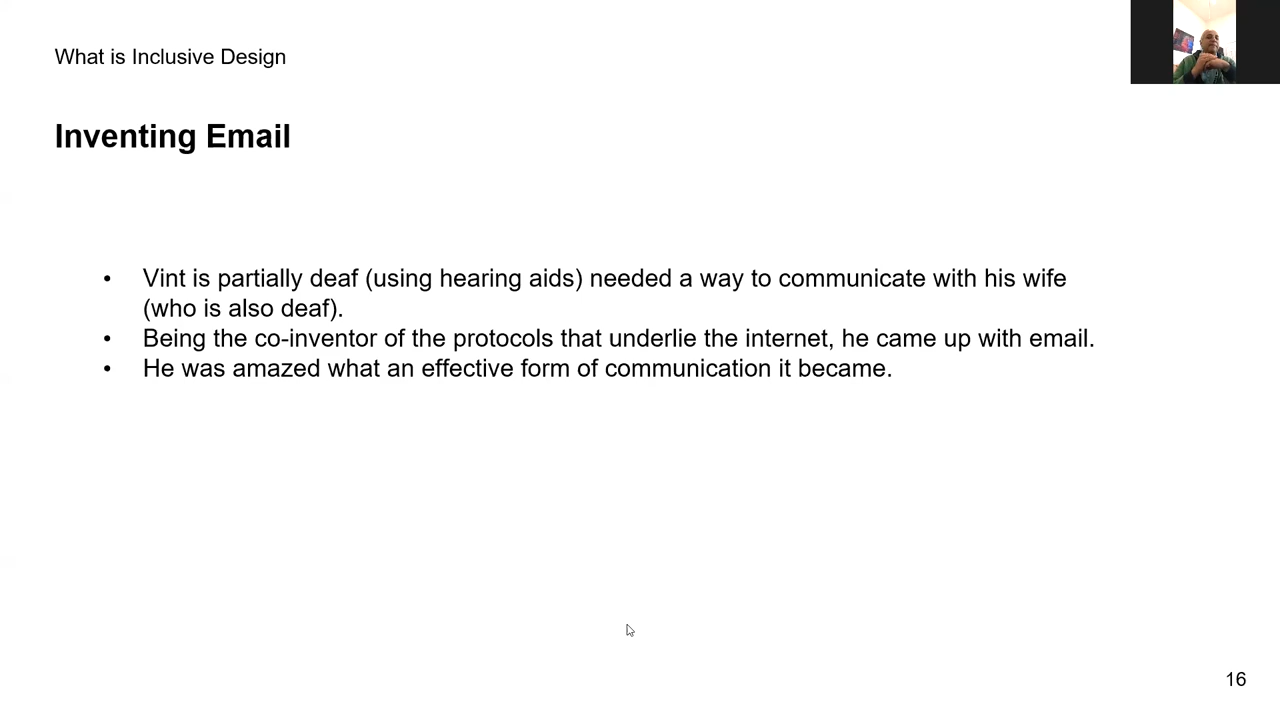 What is Inclusive Design
Inventing Email
• Vint is partially deaf (using hearing aids) needed a way to communicate with his wife
(who is also deaf).
• Being the co-inventor of the protocols that underlie the internet, he came up with email.
• He was amazed what an effective form of communication it became.
16